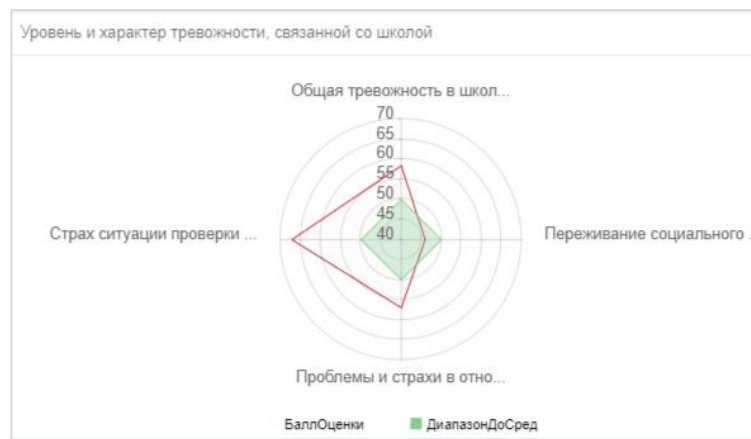 Уровень и характер тревожности, связанной со школой
Общая тревожность в школ...
70
65
60
55
50
45
40
Страх ситуации проверки ...
Переживание социального ..
Проблемы и страхи в отно...
БаллОценки
ДиапазонДоСред